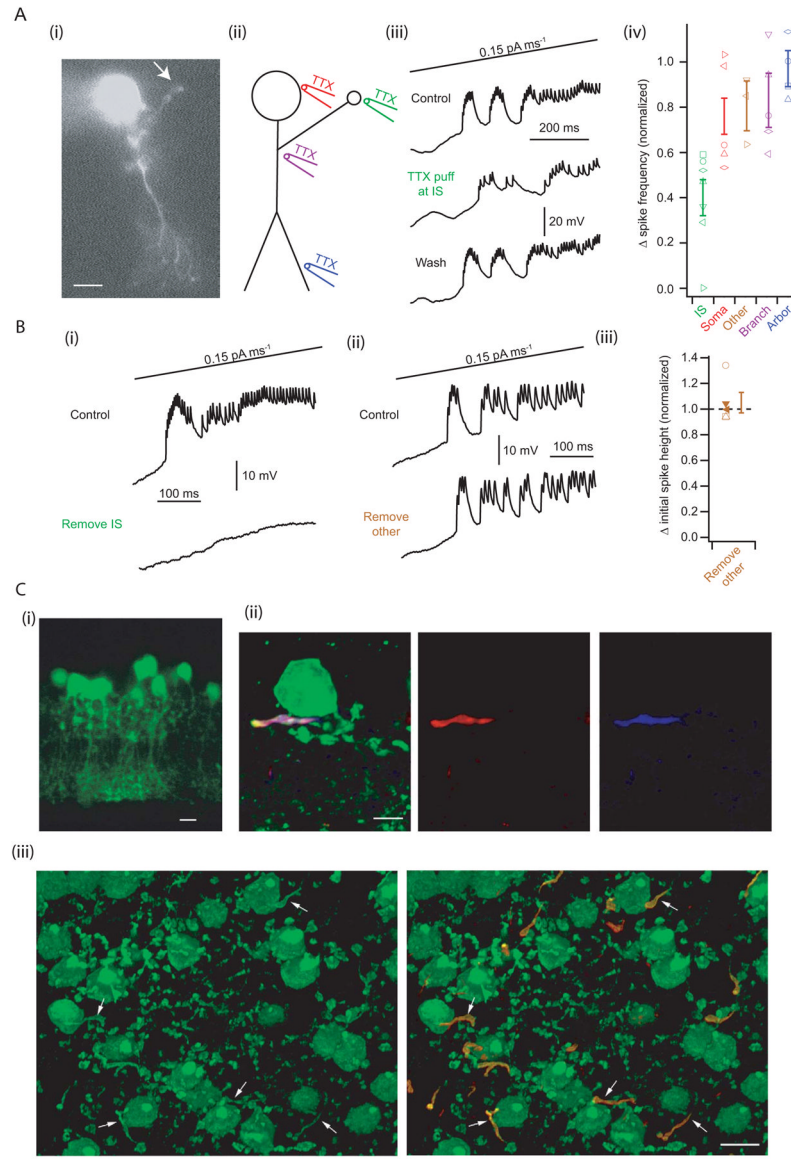 A
(i)
(ii)
TTX
TTX
TTX
TTX
(iii)
0.15 pA ms⁻¹
Control
200 ms
TTX puff
at IS
20 mV
Wash
(iv)
Δ spike frequency (normalized)
1.0
0.8
0.6
0.4
0.2
0.0
IS
Soma
Other
Branch
Arbor
B
(i)
0.15 pA ms⁻¹
Control
10 mV
100 ms
Remove IS
(ii)
0.15 pA ms⁻¹
Control
10 mV
100 ms
Remove
other
(iii)
Δ initial spike height (normalized)
1.4
1.2
1.0
0.8
0.6
0.4
0.2
0.0
Remove
other
C
(i)
(ii)
(iii)